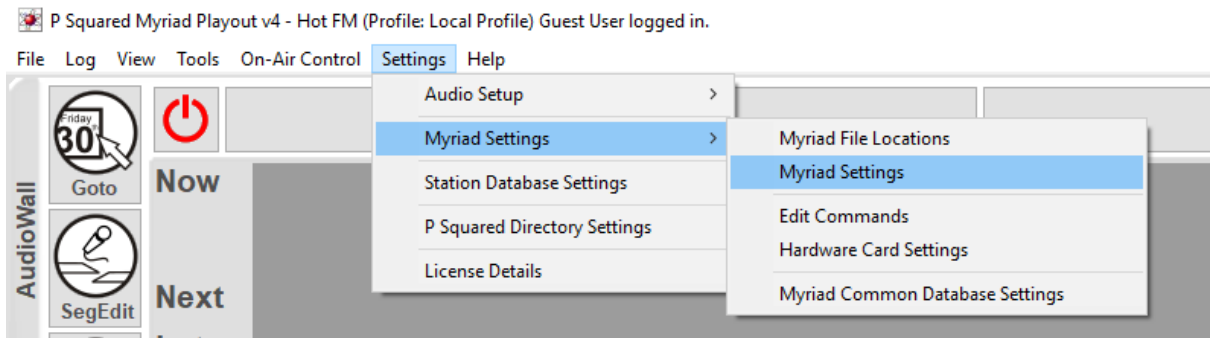 P Squared Myriad Playout v4 - Hot FM (Profile: Local Profile) Guest User logged in.
File Log View Tools On-Air Control Settings Help
Audio Setup
Myriad Settings
Station Database Settings
P Squared Directory Settings
License Details
Myriad File Locations
Myriad Settings
Edit Commands
Hardware Card Settings
Myriad Common Database Settings
AudioWall
Friday
30
Goto
SegEdit
Now
Next